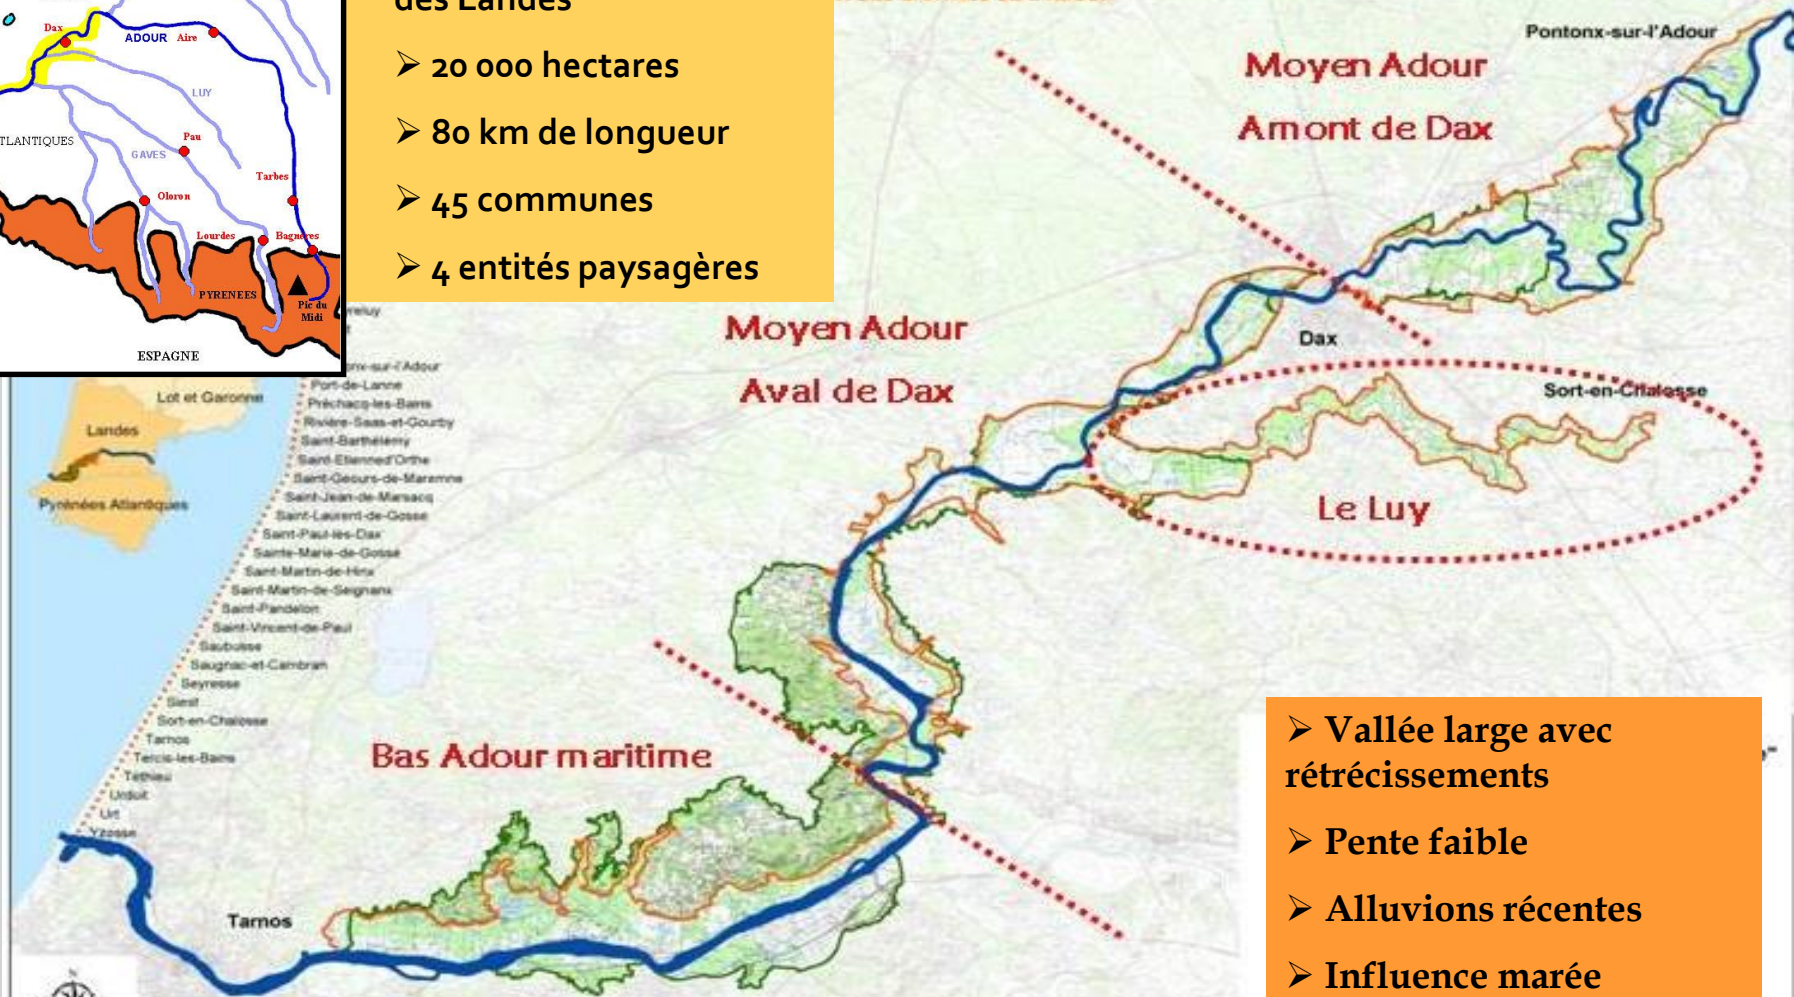 Dax
ADOUR Aire
LUY
TLANTIQUES
Pau
GAVES
Tarbes
Oloron
Lourdes
Bagneres
PYRENEES
Pic du
Midi
ESPAGNE
des Landes
➢ 20 000 hectares
➢ 80 km de longueur
➢ 45 communes
➢ 4 entités paysagères
Pontonx-sur-l'Adour
Moyen Adour
Amont de Dax
Dax
Moyen Adour
Aval de Dax
Sort-en-Chalosse
Le Luy
Lot et Garonne
Landes
Pyrénées Atlantiques
Port-de-Lanne
Préchacq-les-Bains
Rivière-Saas-et-Gourby
Saint-Barthélemy
Saint-Etienne-d'Orthe
Saint-Geours-de-Maremne
Saint-Jean-de-Marsacq
Saint-Laurent-de-Gosse
Saint-Paul-lès-Dax
Sainte-Marie-de-Gosse
Saint-Martin-de-Hinx
Saint-Martin-de-Seignanx
Saint-Pandelon
Saint-Vincent-de-Paul
Saubusse
Saugnac-et-Cambran
Seyresse
Siest
Sort-en-Chalosse
Tarnos
Tercis-les-Bains
Téthieu
Urcuit
Urt
Yzosse
Bas Adour maritime
Tarnos
N
➢ Vallée large avec
rétrécissements
➢ Pente faible
➢ Alluvions récentes
➢ Influence marée